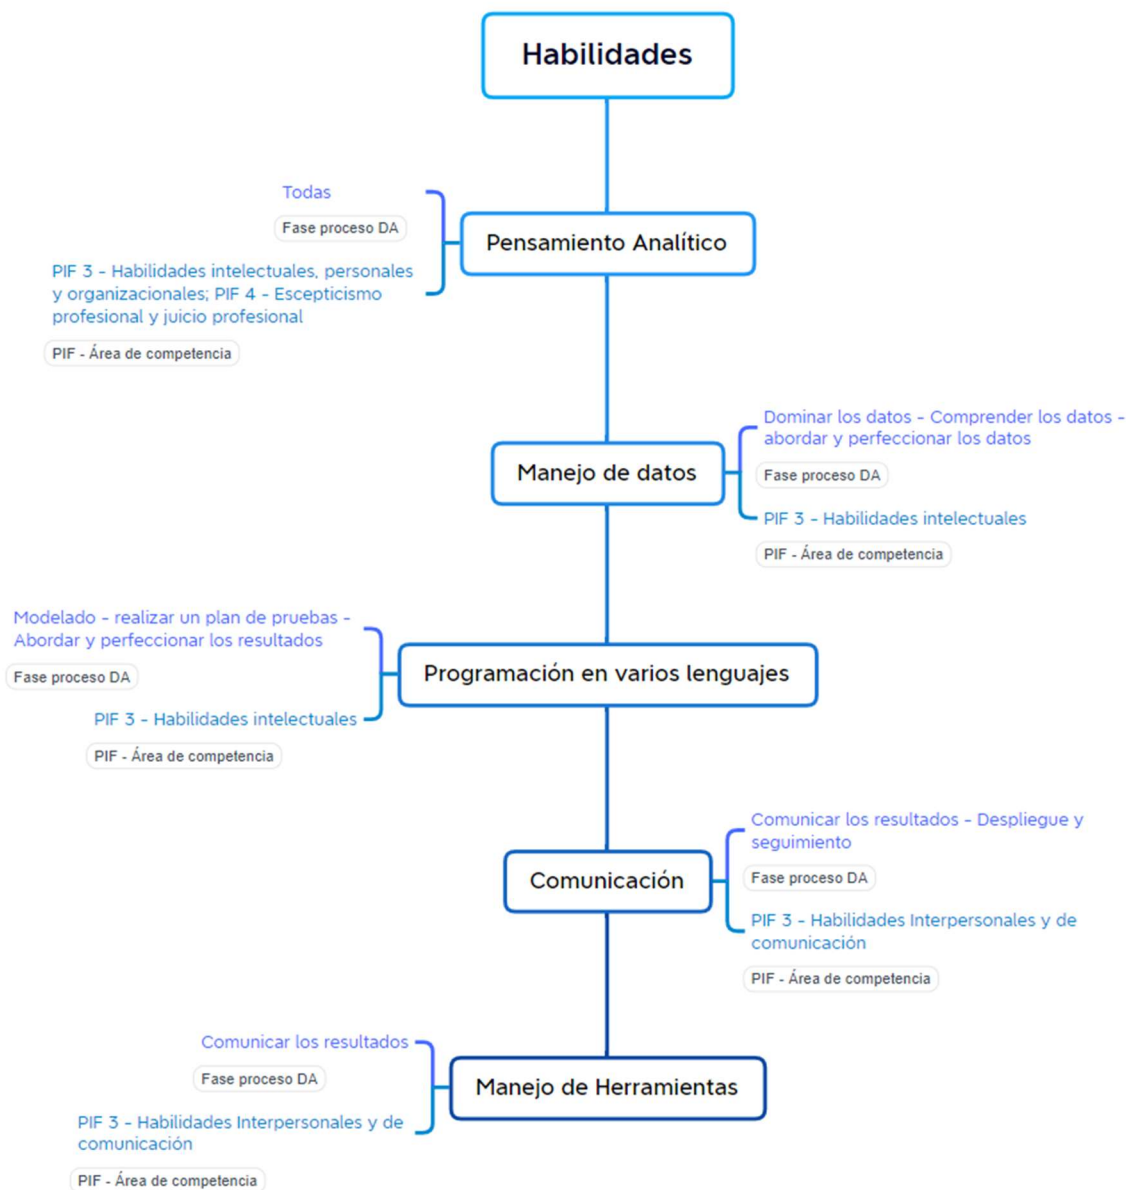 Habilidades
Todas
Fase proceso DA
PIF 3 - Habilidades intelectuales, personales
y organizacionales; PIF 4 - Escepticismo
profesional y juicio profesional
PIF - Área de competencia
Pensamiento Analítico
Manejo de datos
Dominar los datos - Comprender los datos -
abordar y perfeccionar los datos
Fase proceso DA
PIF 3 - Habilidades intelectuales
PIF - Área de competencia
Modelado - realizar un plan de pruebas -
Abordar y perfeccionar los resultados
Fase proceso DA
PIF 3 - Habilidades intelectuales
PIF - Área de competencia
Programación en varios lenguajes
Comunicación
Comunicar los resultados - Despliegue y
seguimiento
Fase proceso DA
PIF 3 - Habilidades Interpersonales y de
comunicación
PIF - Área de competencia
Comunicar los resultados
Fase proceso DA
PIF 3 - Habilidades Interpersonales y de
comunicación
PIF - Área de competencia
Manejo de Herramientas